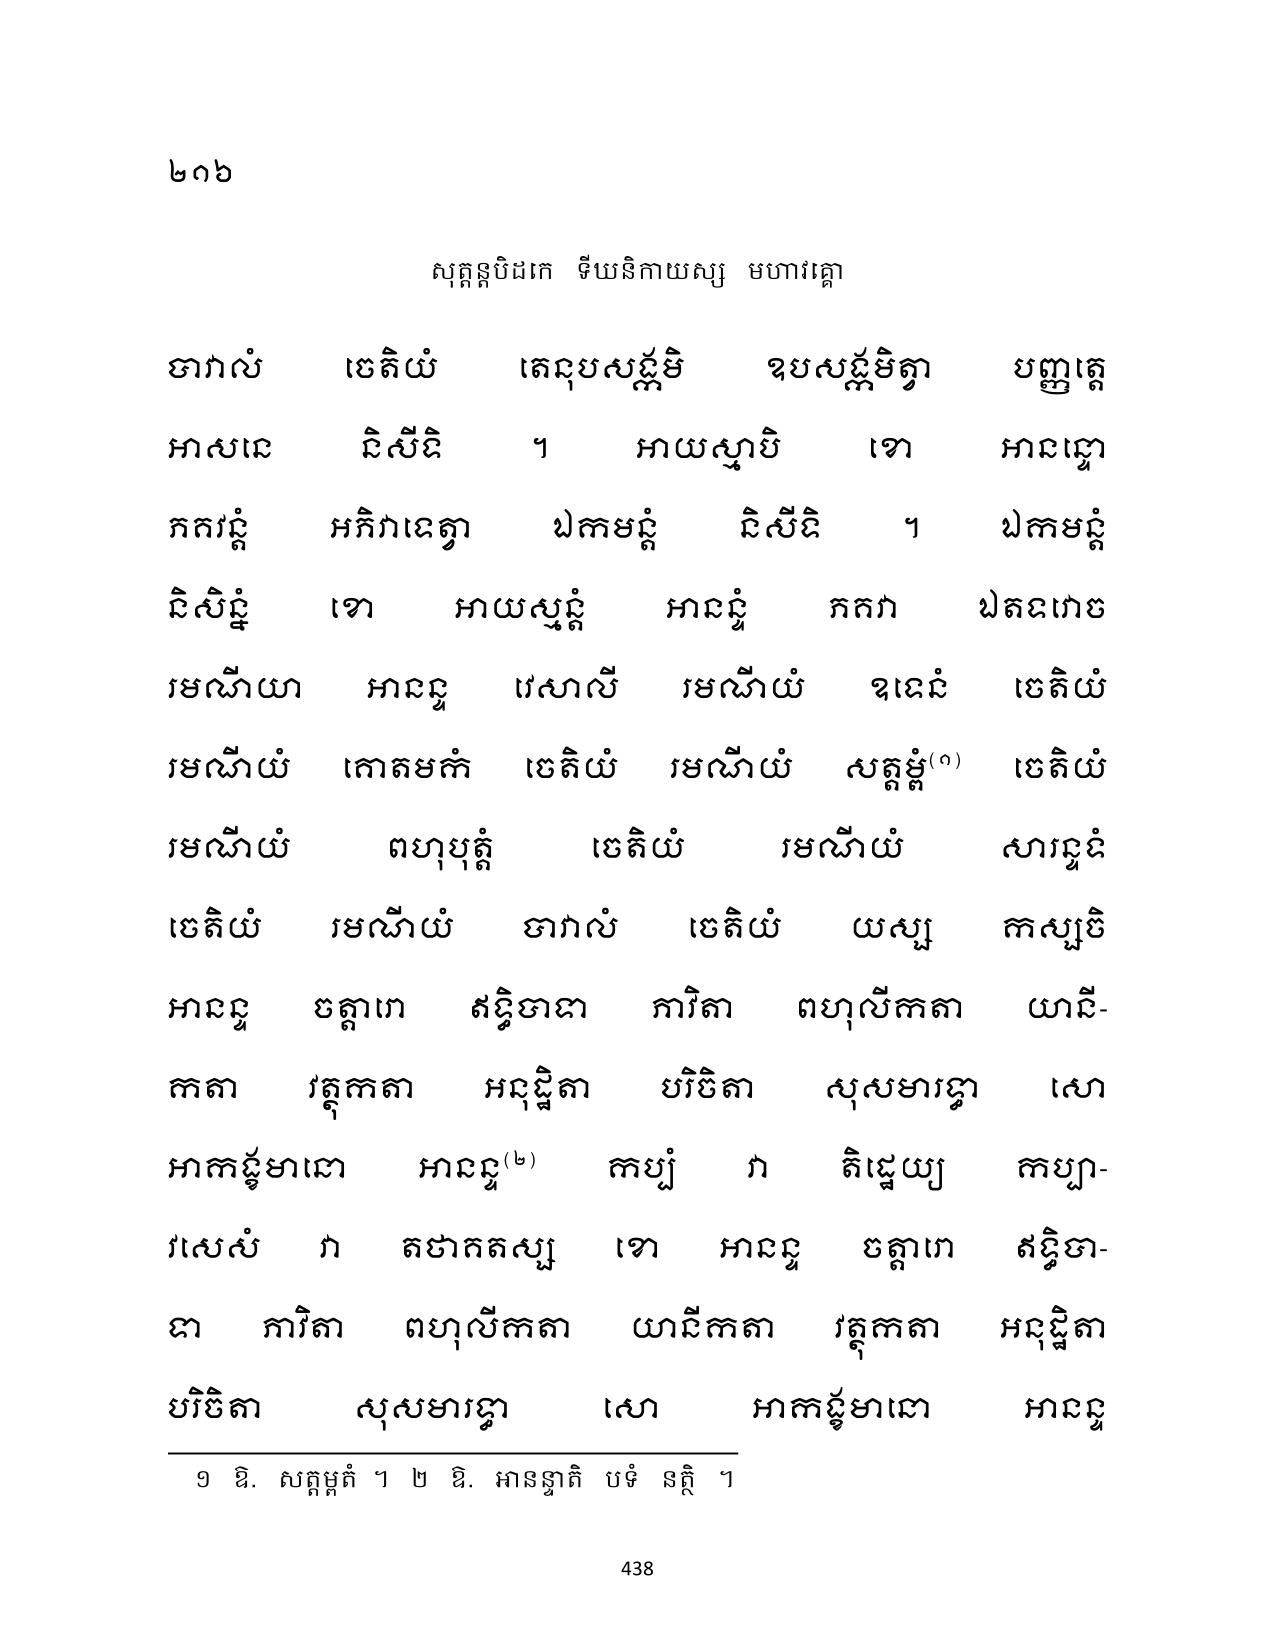 ២១៦
សុត្តន្តបិដកេ ទីឃនិកាយស្ស មហាវគ្គោ
បាវាលំ ចេតិយំ តេនុបសង្កមិ ឧបសង្កមិត្វា បញ្ញត្តេ
អាសនេ និសីទិ ។ អាយស្មាបិ ខោ អានន្ទោ
ភគវន្តំ អភិវាទេត្វា ឯកមន្តំ និសីទិ ។ ឯកមន្តំ
និសិន្នំ ខោ អាយស្មន្តំ អានន្ទំ ភគវា ឯតទវោច
រមណីយា អានន្ទ វេសាលី រមណីយំ ឧទេនំ ចេតិយំ
រមណីយំ គោតមកំ ចេតិយំ រមណីយំ សត្តម្ពំ(១) ចេតិយំ
រមណីយំ ពហុបុត្តំ ចេតិយំ រមណីយំ សារន្ទទំ
ចេតិយំ រមណីយំ បាវាលំ ចេតិយំ យស្ស កស្សចិ
អានន្ទ ចត្តារោ ឥទ្ធិបាទា ភាវិតា ពហុលីកតា យានី-
កតា វត្ថុកតា អនុដ្ឋិតា បរិចិតា សុសមារទ្ធា សោ
អាកង្ខមានោ អានន្ទ(២) កប្បំ វា តិដ្ឋេយ្យ កប្បា-
វសេសំ វា តថាគតស្ស ខោ អានន្ទ ចត្តារោ ឥទ្ធិបា-
ទា ភាវិតា ពហុលីកតា យានីកតា វត្ថុកតា អនុដ្ឋិតា
បរិចិតា សុសមារទ្ធា សោ អាកង្ខមានោ អានន្ទ
១ ឱ. សត្តម្ពតំ ។ ២ ឱ. អានន្ទាតិ បទំ នត្ថិ ។
438